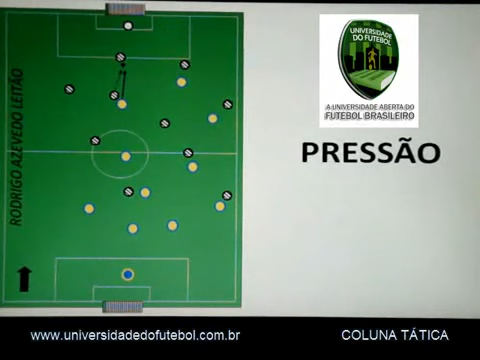 RODRIGO AZEVEDO LEITÃO
UNIVERSIDADE
DO FUTEBOL
A UNIVERSIDADE ABERTA DO
FUTEBOL BRASILEIRO
PRESSÃO
www.universidadedofutebol.com.br
COLUNA TÁTICA